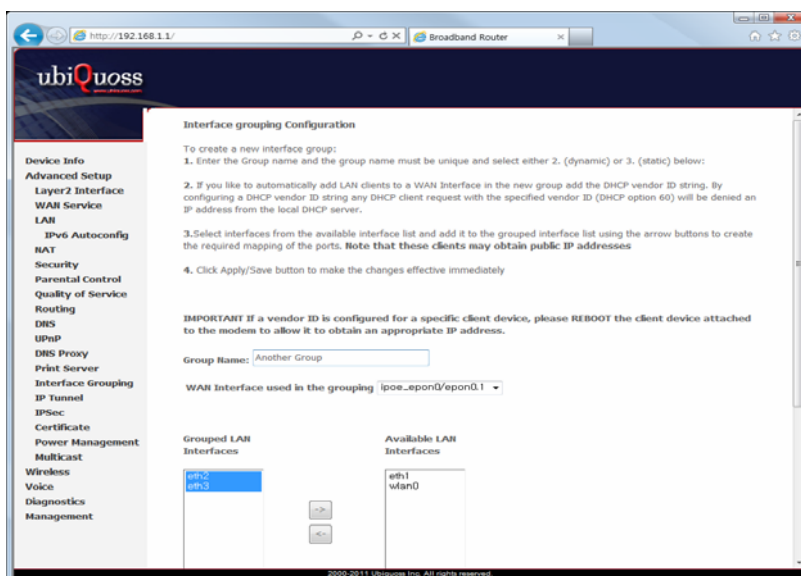 http://192.168.1.1/
Broadband Router
ubiQuoss
Device Info
Advanced Setup
Layer2 Interface
WAN Service
LAN
IPv6 Autoconfig
NAT
Security
Parental Control
Quality of Service
Routing
DNS
UPnP
DNS Proxy
Print Server
Interface Grouping
IP Tunnel
IPSec
Certificate
Power Management
Multicast
Wireless
Voice
Diagnostics
Management
Interface grouping Configuration
To create a new interface group:
1. Enter the Group name and the group name must be unique and select either 2. (dynamic) or 3. (static) below:
2. If you like to automatically add LAN clients to a WAN Interface in the new group add the DHCP vendor ID string. By
configuring a DHCP vendor ID string any DHCP client request with the specified vendor ID (DHCP option 60) will be denied an
IP address from the local DHCP server.
3.Select interfaces from the available interface list and add it to the grouped interface list using the arrow buttons to create
the required mapping of the ports. Note that these clients may obtain public IP addresses
4. Click Apply/Save button to make the changes effective immediately
IMPORTANT If a vendor ID is configured for a specific client device, please REBOOT the client device attached
to the modem to allow it to obtain an appropriate IP address.
Group Name: Another Group
WAN Interface used in the grouping ipoe_epon0/epon0.1
Grouped LAN
Interfaces
eth2
eth3
->
<-
Available LAN
Interfaces
eth1
wlan0
2000-2011 Ubiquoss Inc. All rights reserved.